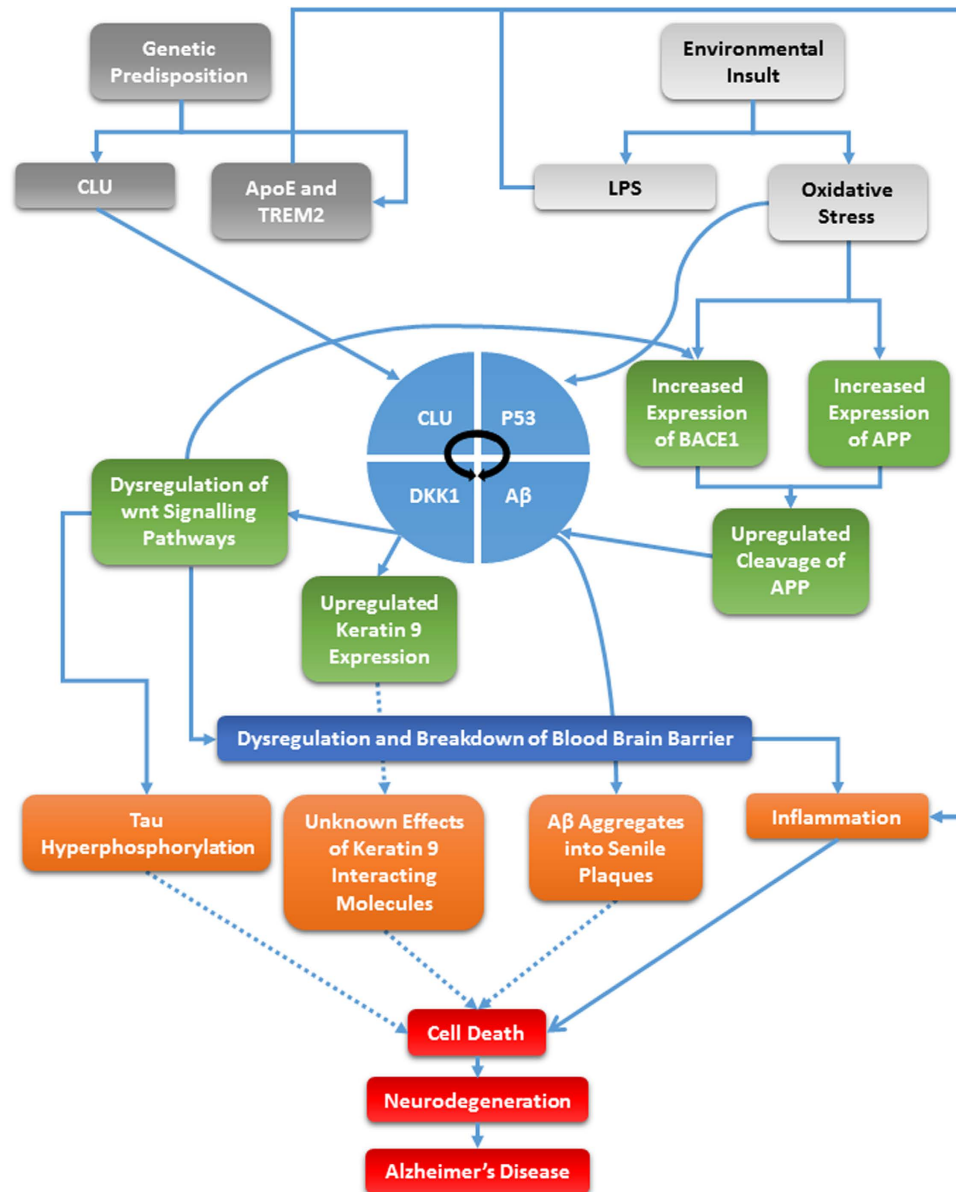 Genetic
Predisposition
Environmental
Insult
CLU
ApoE and
TREM2
LPS
Oxidative
Stress
CLU
P53
DKK1
Aβ
Increased
Expression
of BACE1
Increased
Expression
of APP
Dysregulation of
wnt Signalling
Pathways
Upregulated
Cleavage of
APP
Upregulated
Keratin 9
Expression
Dysregulation and Breakdown of Blood Brain Barrier
Tau
Hyperphosphorylation
Unknown Effects
of Keratin 9
Interacting
Molecules
Aβ Aggregates
into Senile
Plaques
Inflammation
Cell Death
Neurodegeneration
Alzheimer’s Disease